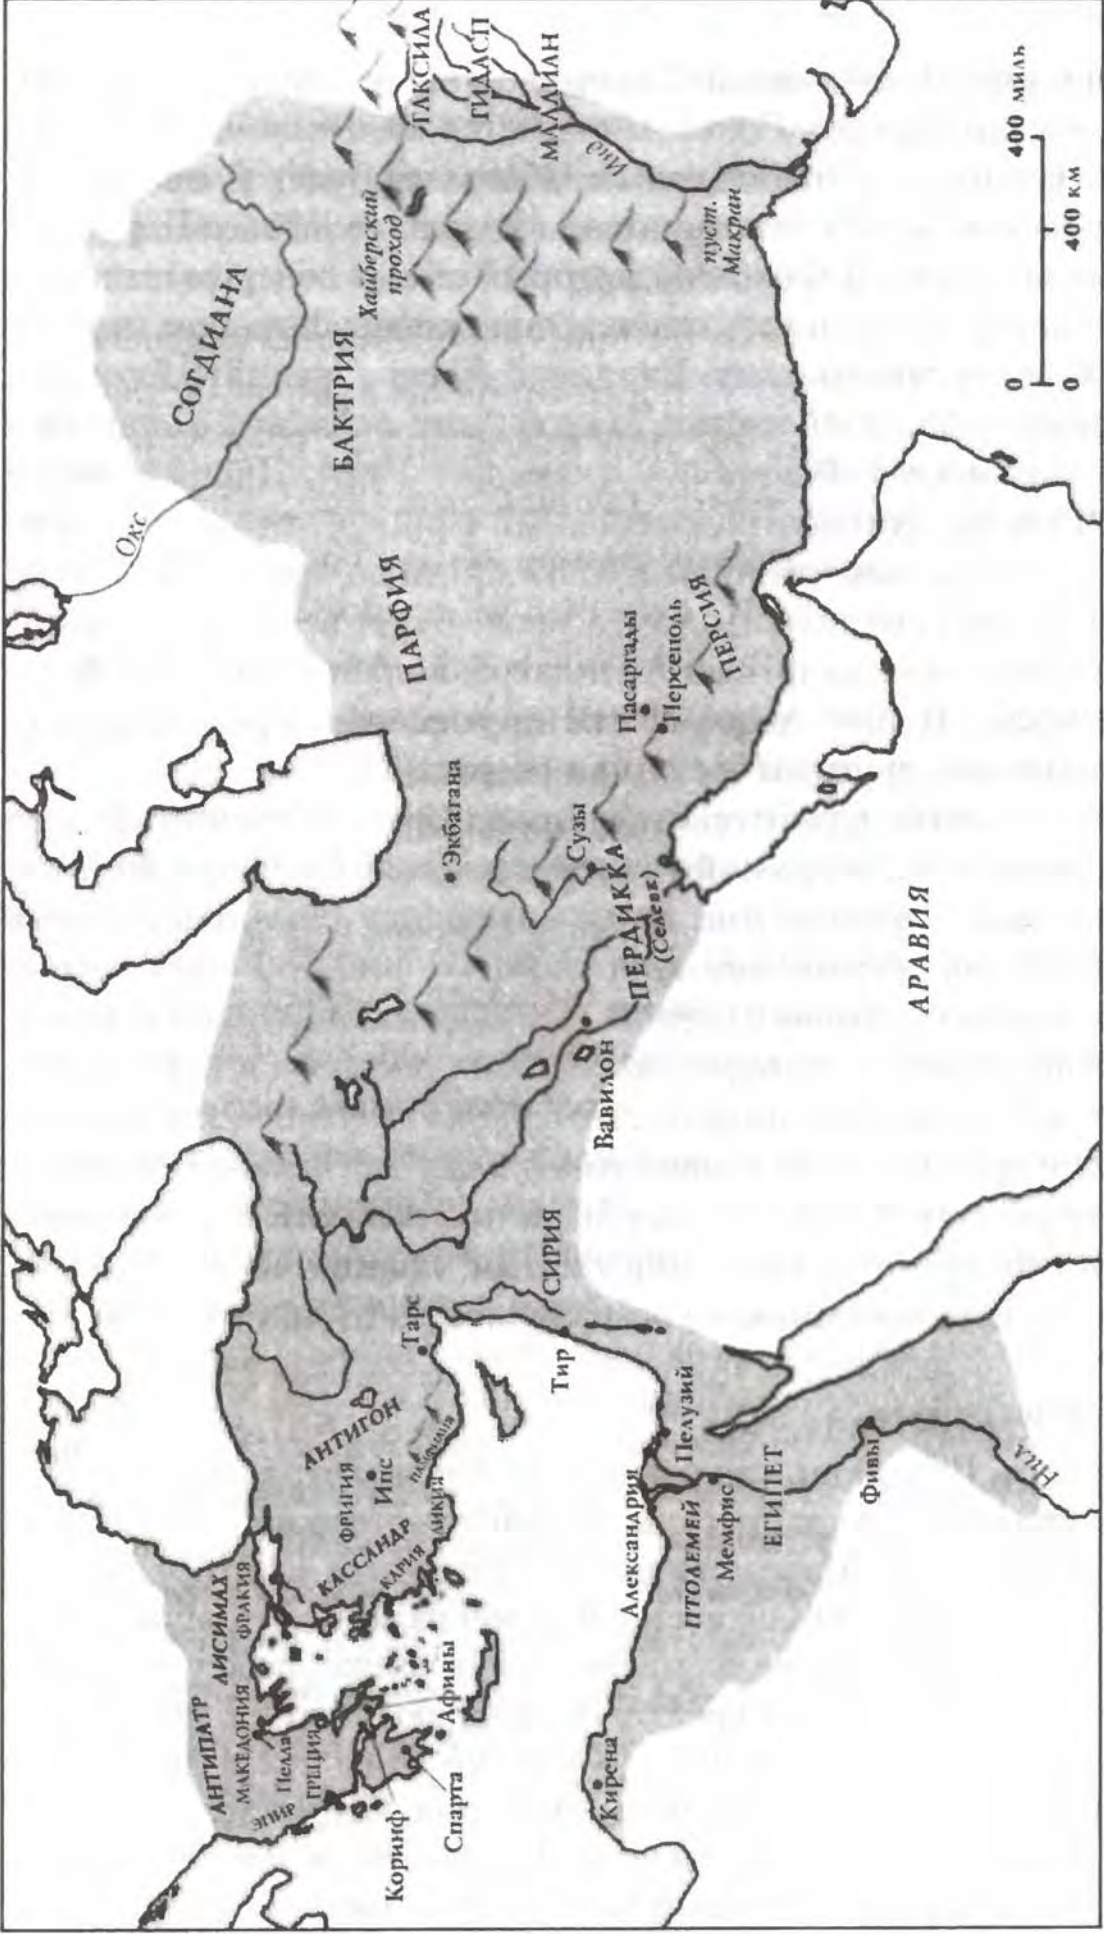 АНТИПАТР
ЛИСИМАХ
МАКЕДОНИЯ
ФРАКИЯ
ЭПИР
Пелла
ГРЕЦИЯ
Коринф
Спарта
Афины
КАССАНДР
ФРИГИЯ
АНТИГОН
Ипс
КАРИЯ
ЛИКИЯ
Тарс
СИРИЯ
Тир
Кирена
Александрия
ПТОЛЕМЕЙ
Мемфис
Пелузий
ЕГИПЕТ
Фивы
Нил
Вавилон
ПЕРДИККА
(Селевк)
Сузы
Экбатана
АРАВИЯ
Пасаргады
Персеполь
ПЕРСИЯ
ПАРФИЯ
Окс
СОГДИАНА
БАКТРИЯ
Хайберский
проход
ТАКСИЛА
ГИДАСП
Инд
пуст.
Макран
0 400 миль
0 400 км